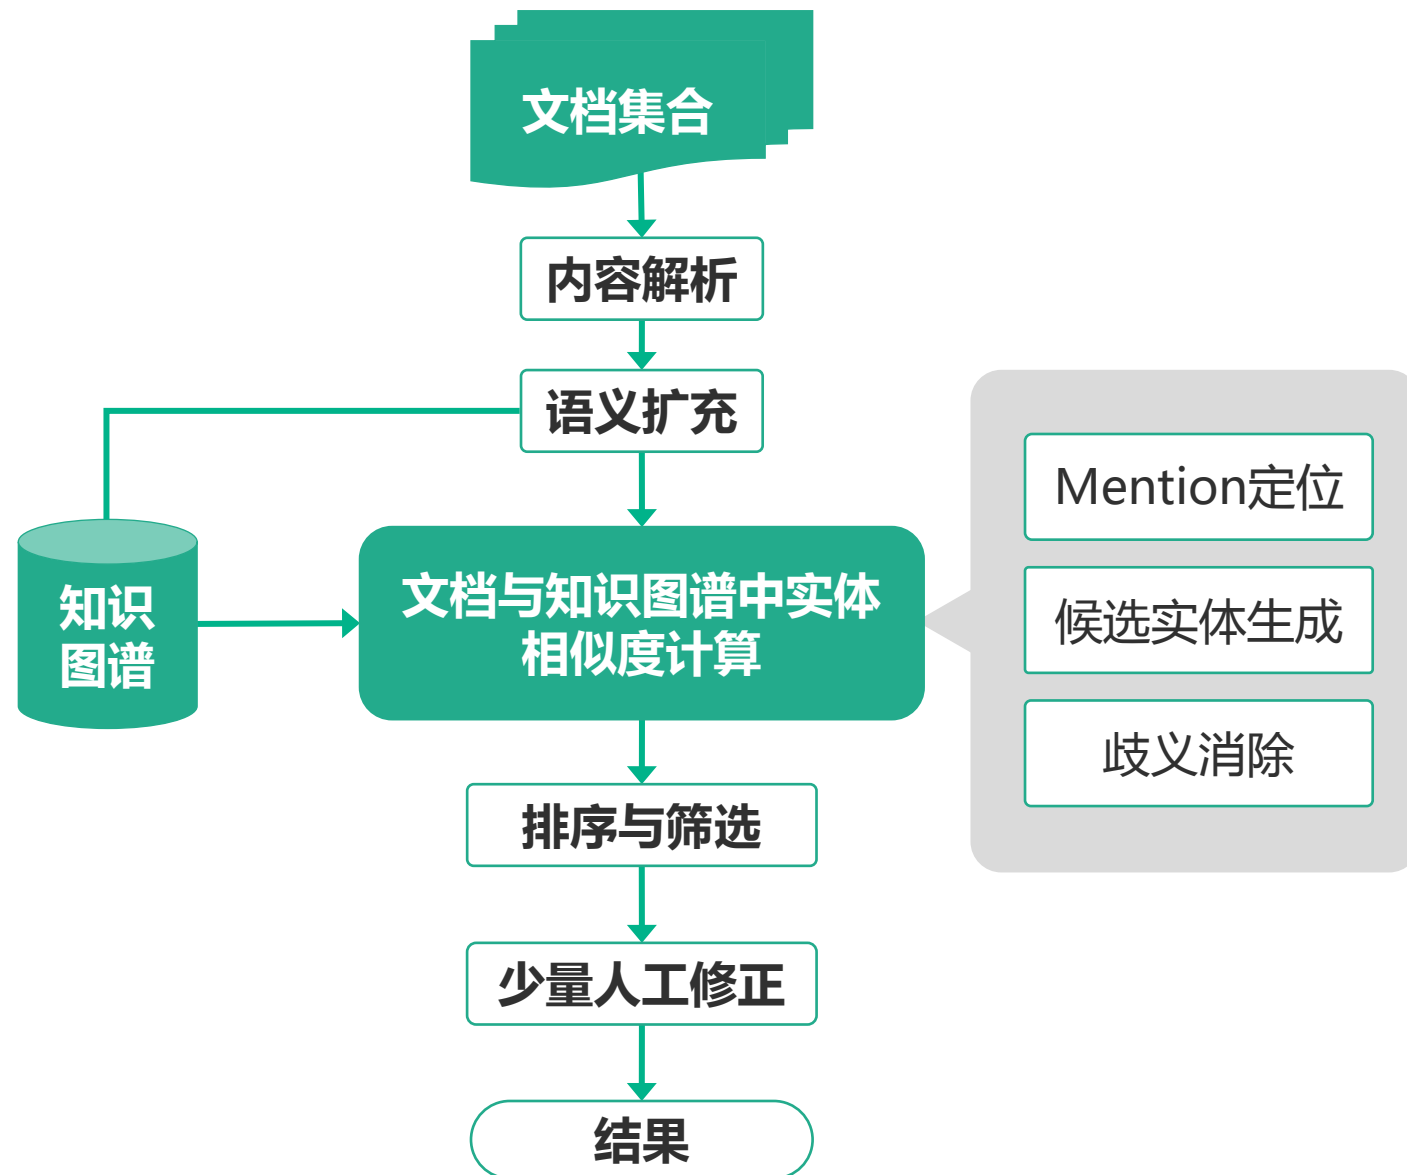 文档集合
内容解析
语义扩充
知识
图谱
文档与知识图谱中实体
相似度计算
Mention定位
候选实体生成
歧义消除
排序与筛选
少量人工修正
结果